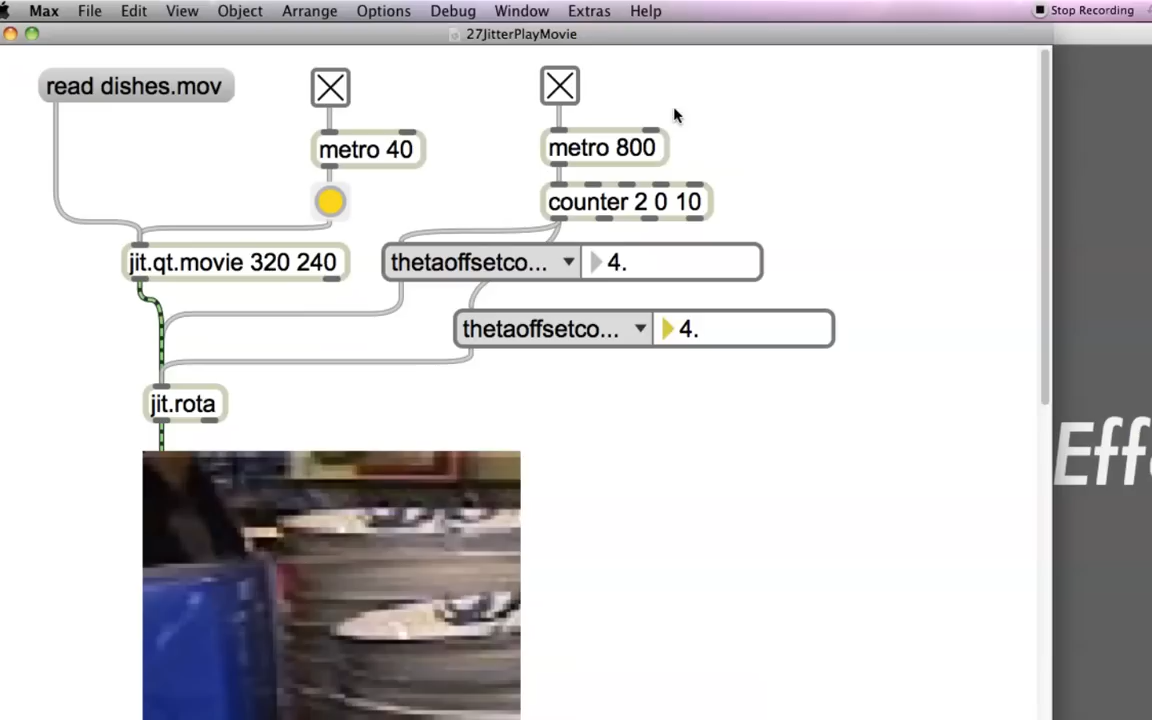 Max File Edit View Object Arrange Options Debug Window Extras Help Stop Recording
27JitterPlayMovie
read dishes.mov
metro 40
metro 800
counter 2 0 10
jit.qt.movie 320 240
thetaoffsetco... 4.
thetaoffsetco... 4.
jit.rota
Eff